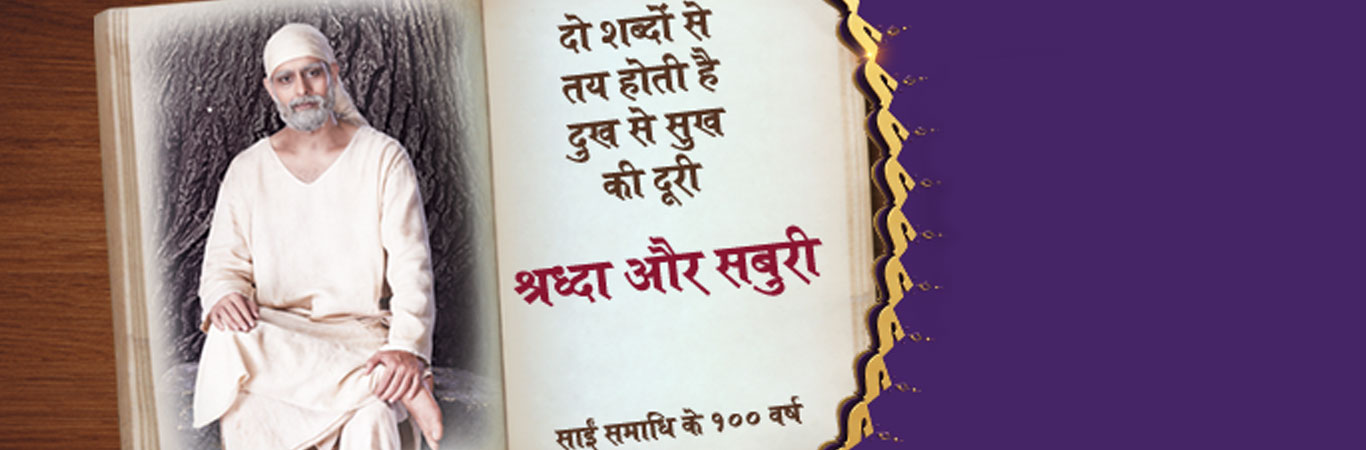 दो शब्दों से
तय होती है
दुख से सुख
की दूरी
श्रध्दा और सबुरी
साईं समाधि के १०० वर्ष